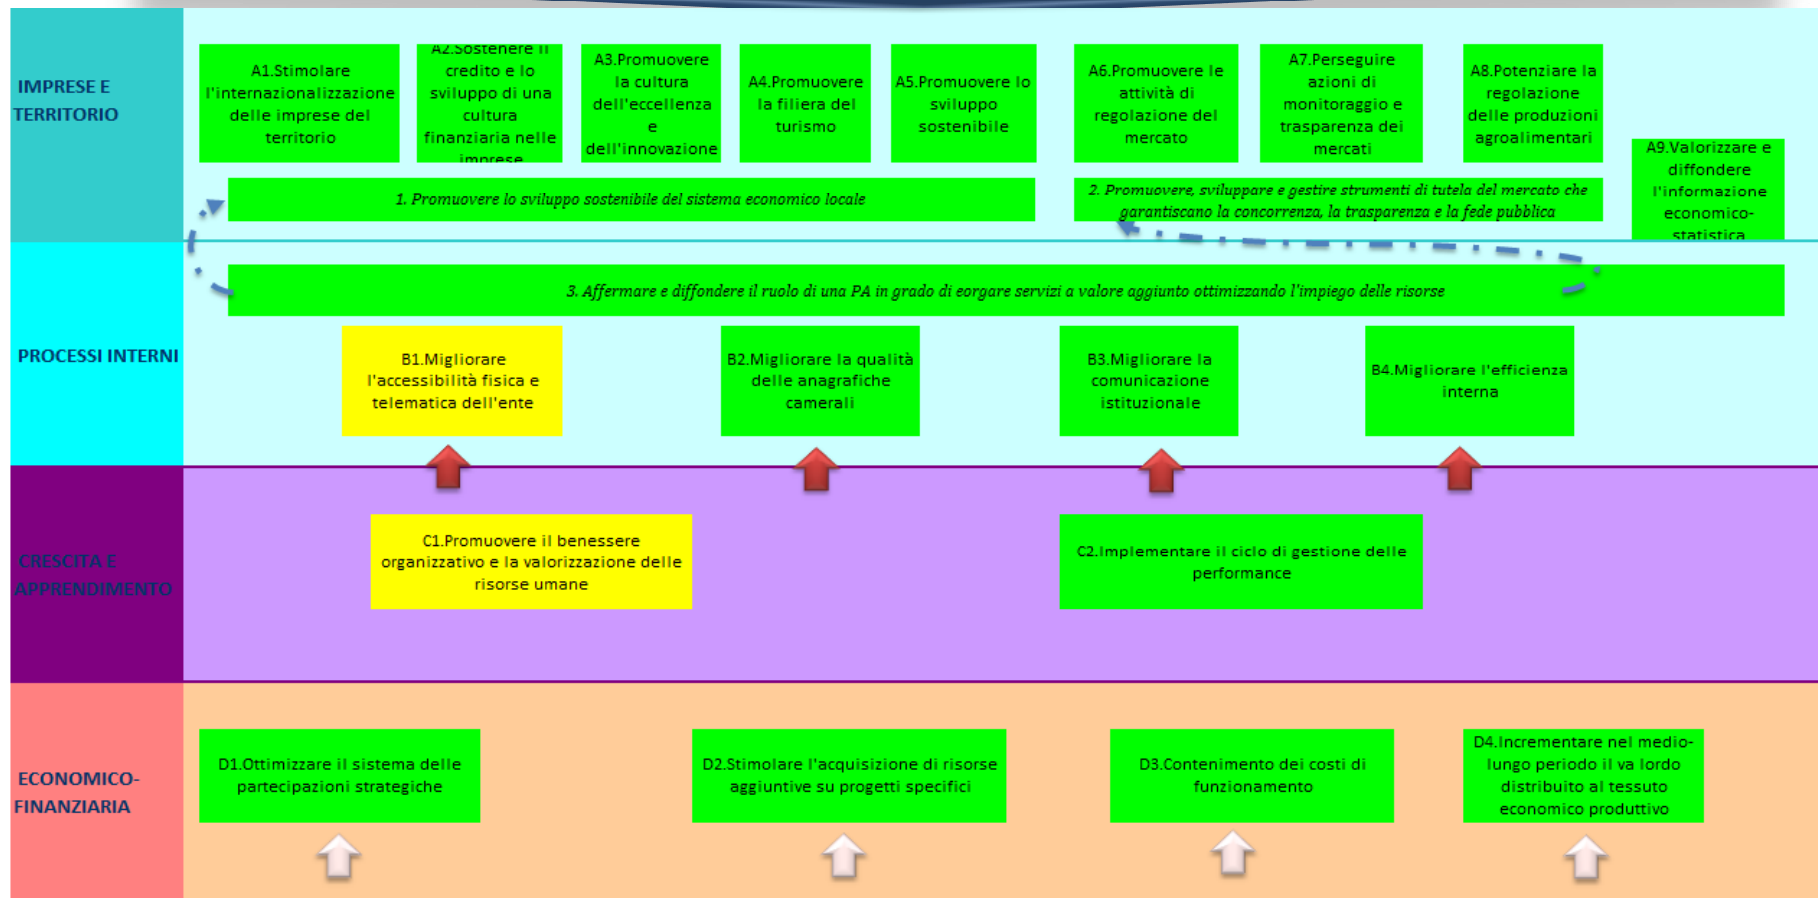 IMPRESE E
TERRITORIO
A1.Stimolare
l'internazionalizzazione
delle imprese del
territorio
A2.Sostenere il
credito e lo
sviluppo di una
cultura
finanziaria nelle
imprese
A3.Promuovere
la cultura
dell'eccellenza
e
dell'innovazione
A4.Promuovere
la filiera del
turismo
A5.Promuovere lo
sviluppo
sostenibile
A6.Promuovere le
attività di
regolazione del
mercato
A7.Perseguire
azioni di
monitoraggio e
trasparenza dei
mercati
A8.Potenziare la
regolazione
delle produzioni
agroalimentari
A9.Valorizzare e
diffondere
l'informazione
economico-
statistica
1. Promuovere lo sviluppo sostenibile del sistema economico locale
2. Promuovere, sviluppare e gestire strumenti di tutela del mercato che
garantiscano la concorrenza, la trasparenza e la fede pubblica
PROCESSI INTERNI
3. Affermare e diffondere il ruolo di una PA in grado di eorgare servizi a valore aggiunto ottimizzando l'impiego delle risorse
B1.Migliorare
l'accessibilità fisica e
telematica dell'ente
B2.Migliorare la qualità
delle anagrafiche
camerali
B3.Migliorare la
comunicazione
istituzionale
B4.Migliorare l'efficienza
interna
CRESCITA E
APPRENDIMENTO
C1.Promuovere il benessere
organizzativo e la valorizzazione delle
risorse umane
C2.Implementare il ciclo di gestione delle
performance
ECONOMICO-
FINANZIARIA
D1.Ottimizzare il sistema delle
partecipazioni strategiche
D2.Stimolare l'acquisizione di risorse
aggiuntive su progetti specifici
D3.Contenimento dei costi di
funzionamento
D4.Incrementare nel medio-
lungo periodo il va lordo
distribuito al tessuto
economico produttivo